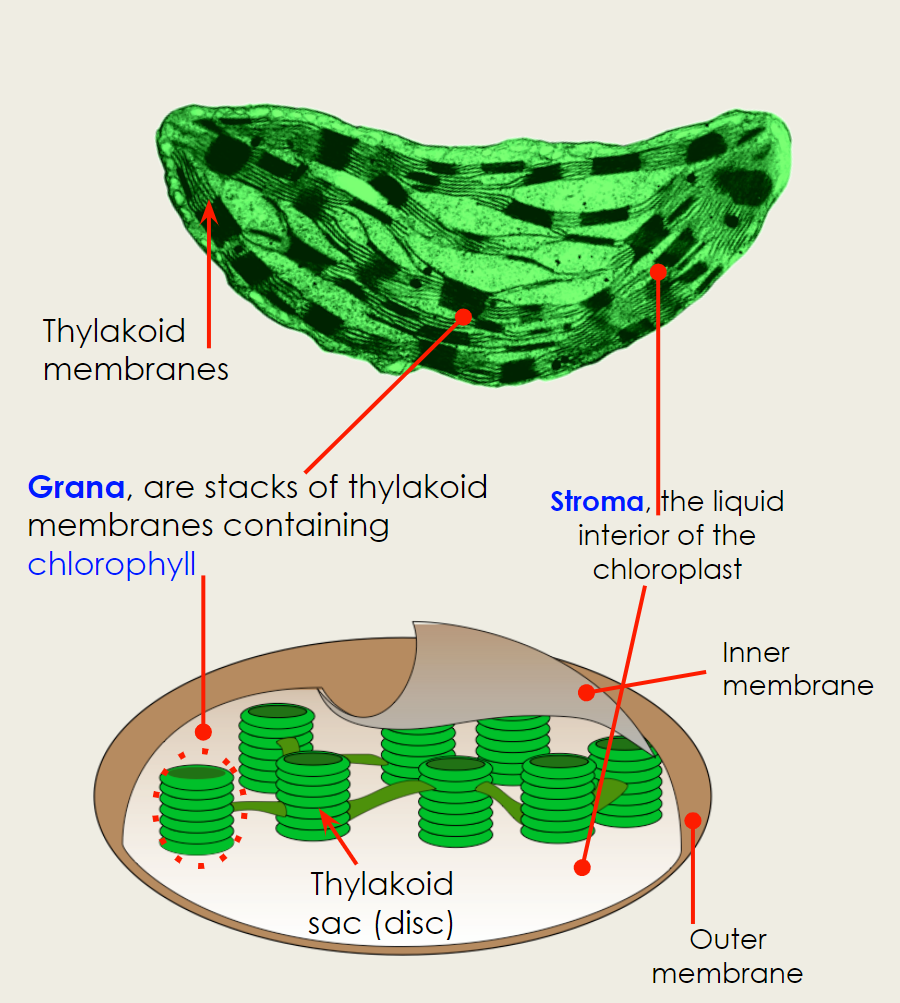 Thylakoid
membranes
Grana, are stacks of thylakoid
membranes containing
chlorophyll
Stroma, the liquid
interior of the
chloroplast
Inner
membrane
Thylakoid
sac (disc)
Outer
membrane